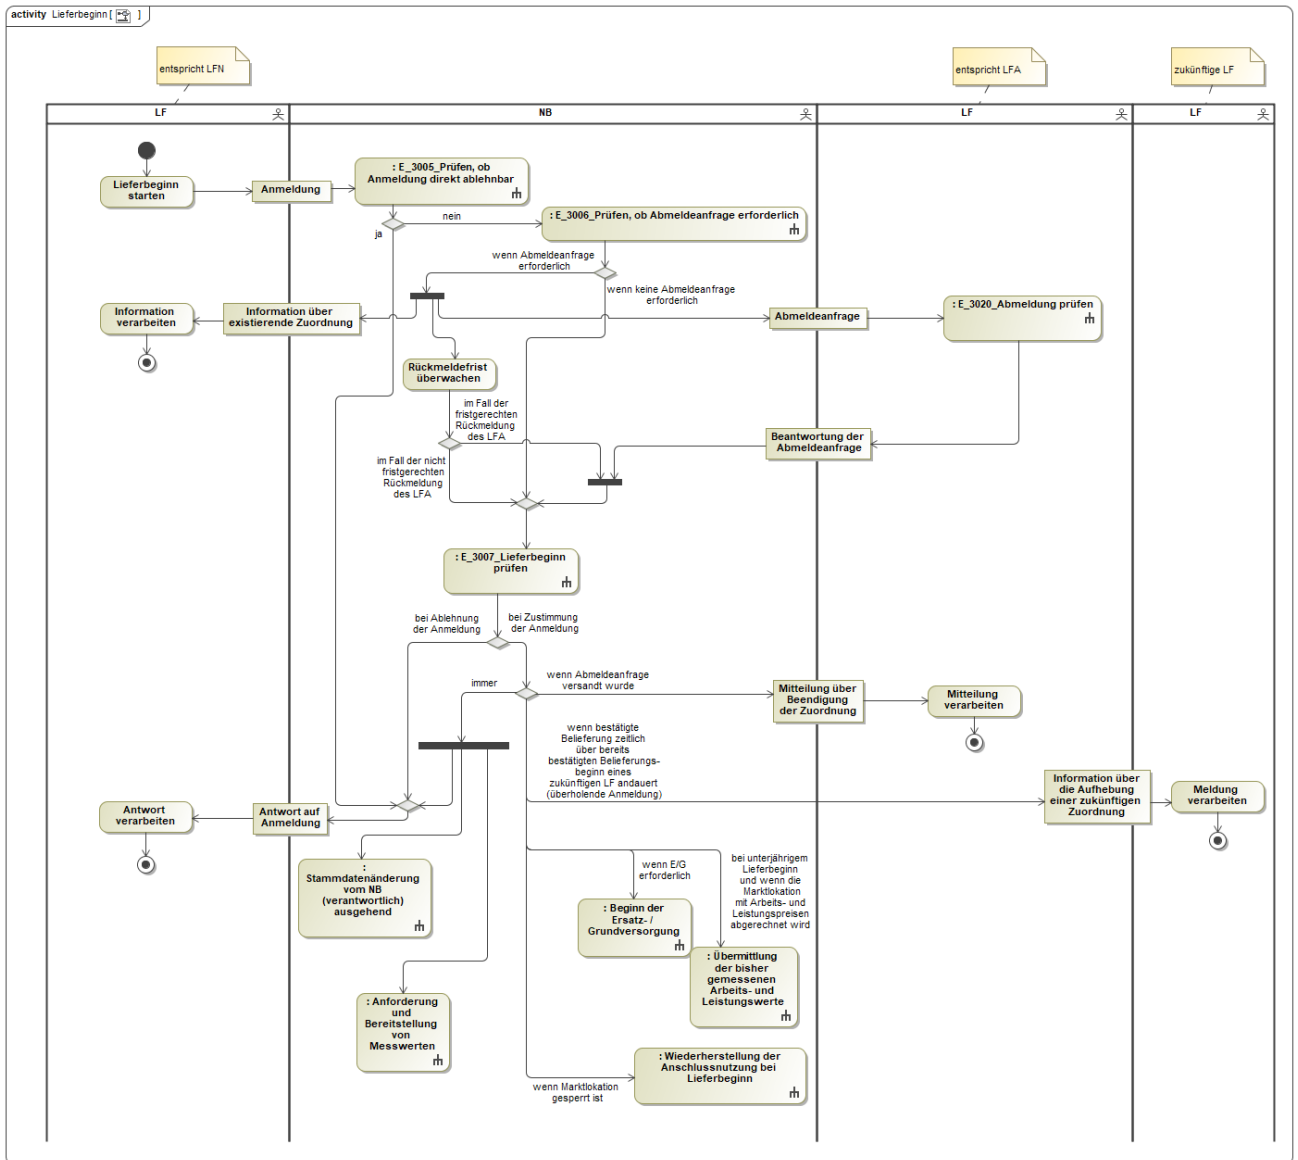 activity Lieferbeginn [ ]
entspricht LFN
entspricht LFA
zukünftige LF
LF
NB
LF
LF
Lieferbeginn
starten
Anmeldung
: E_3005_Prüfen, ob
Anmeldung direkt ablehnbar
nein
ja
: E_3006_Prüfen, ob Abmeldeanfrage erforderlich
wenn Abmeldeanfrage
erforderlich
wenn keine Abmeldeanfrage
erforderlich
Information
verarbeiten
Information über
existierende Zuordnung
Abmeldeanfrage
: E_3020_Abmeldung prüfen
Rückmeldefrist
überwachen
im Fall der
fristgerechten
Rückmeldung
des LFA
Beantwortung der
Abmeldeanfrage
im Fall der nicht
fristgerechten
Rückmeldung
des LFA
: E_3007_Lieferbeginn
prüfen
bei Ablehnung
der Anmeldung
bei Zustimmung
der Anmeldung
immer
wenn Abmeldeanfrage
versandt wurde
Mitteilung über
Beendigung
der Zuordnung
Mitteilung
verarbeiten
wenn bestätigte
Belieferung zeitlich
über bereits
bestätigten Belieferungs-
beginn eines
zukünftigen LF andauert
(überholende Anmeldung)
Information über
die Aufhebung
einer zukünftigen
Zuordnung
Meldung
verarbeiten
Antwort
verarbeiten
Antwort auf
Anmeldung
:
Stammdatenänderung
vom NB
(verantwortlich)
ausgehend
wenn E/G
erforderlich
bei unterjährigem
Lieferbeginn
und wenn die
Marktlokation
mit Arbeits- und
Leistungspreisen
abgerechnet wird
: Beginn der
Ersatz- /
Grundversorgung
: Übermittlung
der bisher
gemessenen
Arbeits- und
Leistungswerte
: Anforderung
und
Bereitstellung
von
Messwerten
: Wiederherstellung der
Anschlussnutzung bei
Lieferbeginn
wenn Marktlokation
gesperrt ist